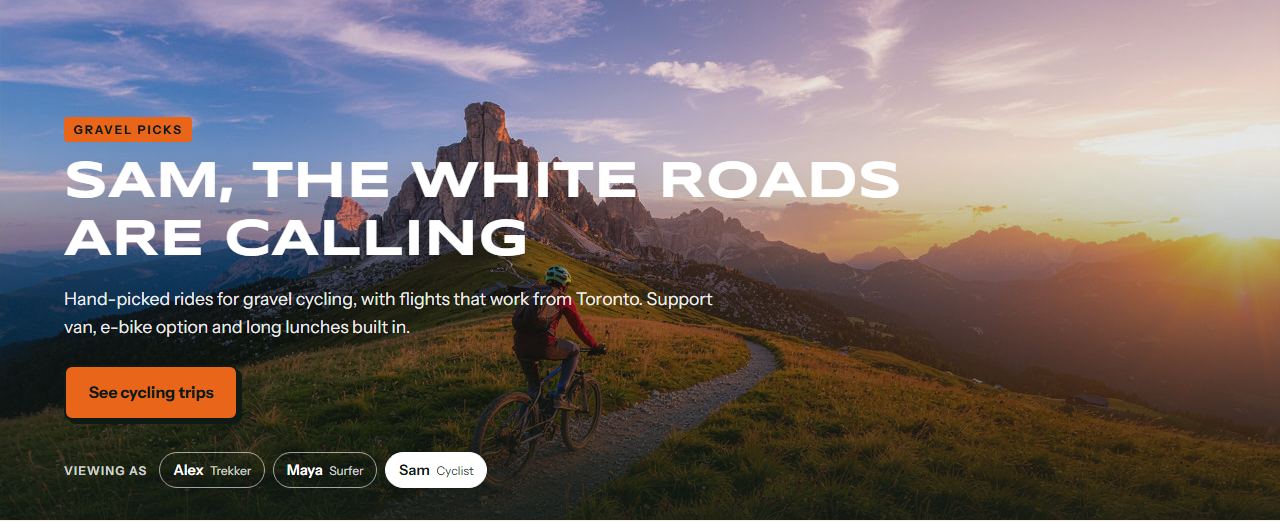 GRAVEL PICKS
SAM, THE WHITE ROADS
ARE CALLING
Hand-picked rides for gravel cycling, with flights that work from Toronto. Support
van, e-bike option and long lunches built in.
See cycling trips
VIEWING AS Alex Trekker Maya Surfer Sam Cyclist